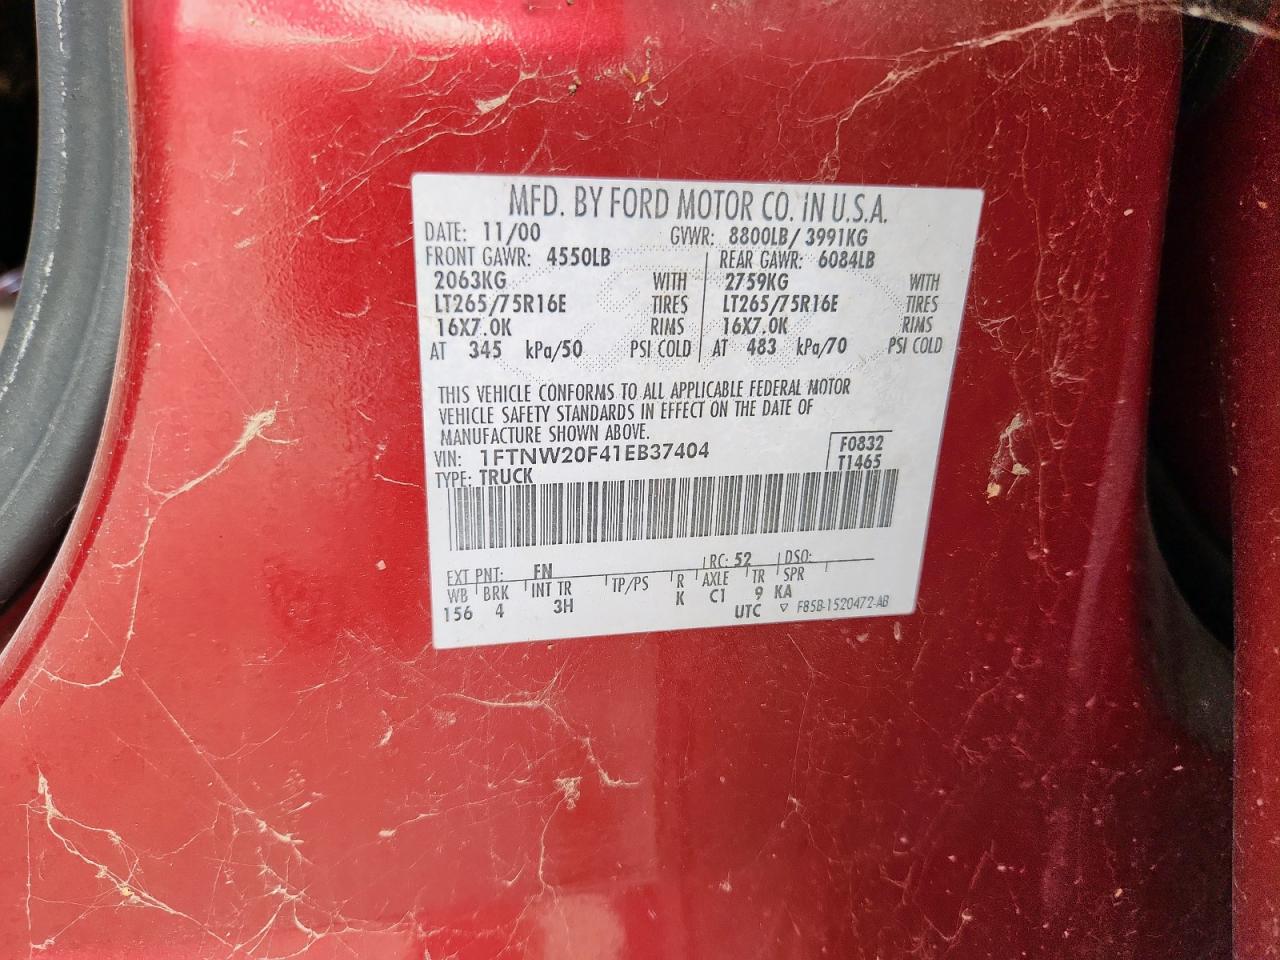 MFD. BY FORD MOTOR CO. IN U.S.A.
DATE: 11/00 GVWR: 8800LB/ 3991KG
FRONT GAWR: 4550LB REAR GAWR: 6084LB
2063KG WITH 2759KG WITH
LT265/75R16E TIRES LT265/75R16E TIRES
16X7.0K RIMS 16X7.0K RIMS
AT 345 kPa/50 PSI COLD AT 483 kPa/70 PSI COLD
THIS VEHICLE CONFORMS TO ALL APPLICABLE FEDERAL MOTOR
VEHICLE SAFETY STANDARDS IN EFFECT ON THE DATE OF
MANUFACTURE SHOWN ABOVE.
VIN: 1FTNW20F41EB37404 F0832
TYPE: TRUCK T1465
EXT PNT: FN RC: 52 DSO:
WB BRK INT TR TP/PS R AXLE TR SPR
156 4 3H K C1 9 KA
UTC ▽ F85B-1520472-AB